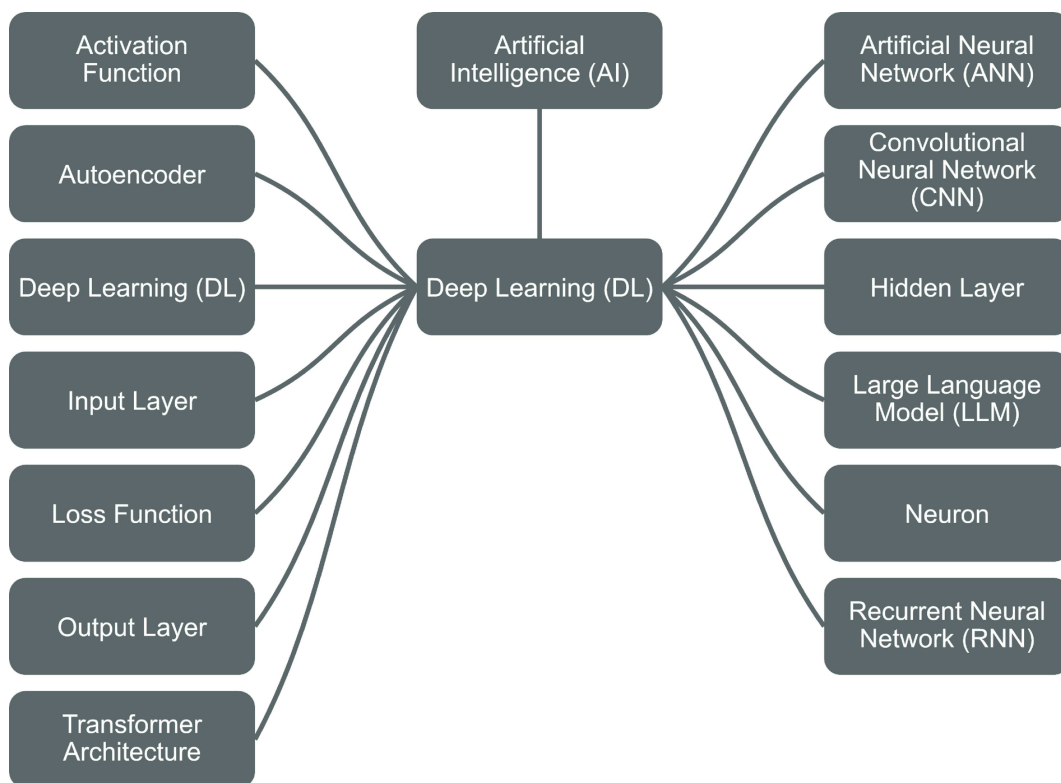 Activation
Function
Autoencoder
Deep Learning (DL)
Input Layer
Loss Function
Output Layer
Transformer
Architecture
Artificial
Intelligence (AI)
Deep Learning (DL)
Artificial Neural
Network (ANN)
Convolutional
Neural Network
(CNN)
Hidden Layer
Large Language
Model (LLM)
Neuron
Recurrent Neural
Network (RNN)